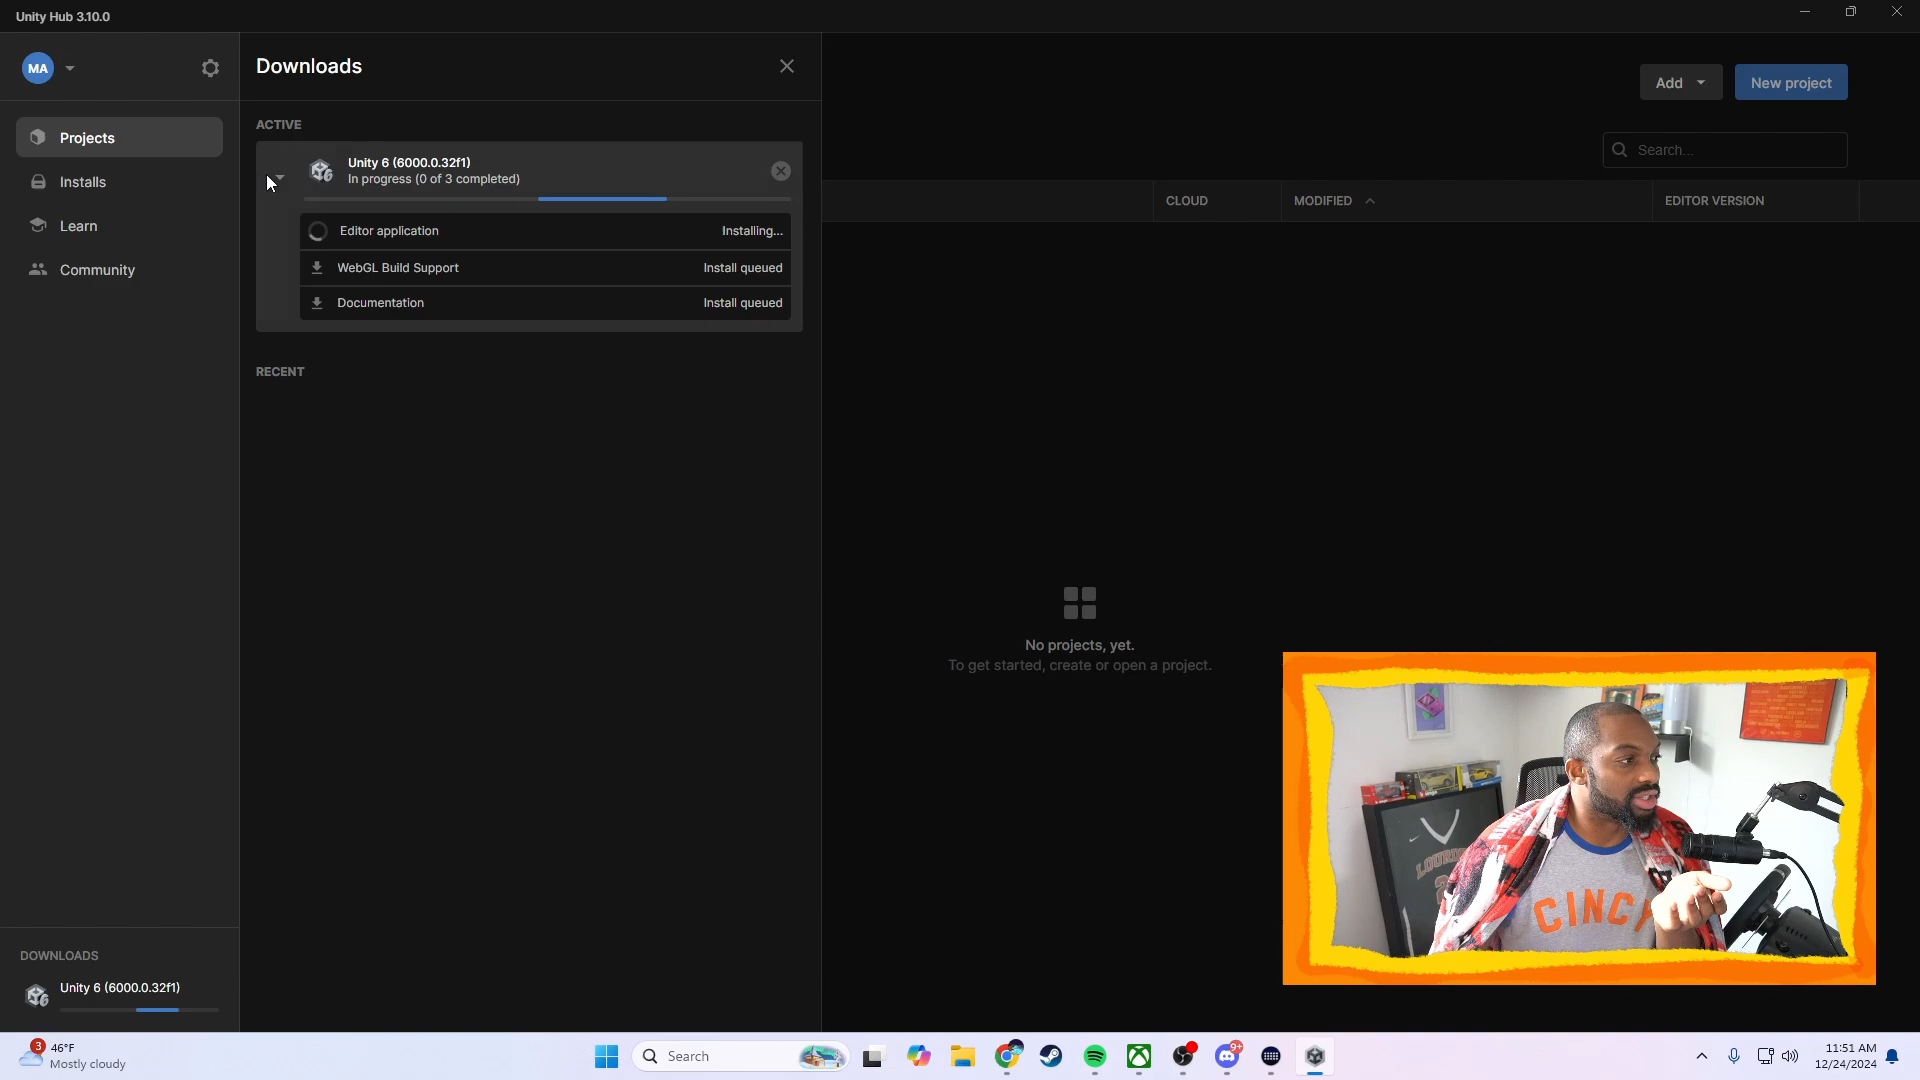 Unity Hub 3.10.0
MA
Downloads
Add
New project
ACTIVE
Projects
Unity 6 (6000.0.32f1)
In progress (0 of 3 completed)
Search...
Installs
CLOUD
MODIFIED
EDITOR VERSION
Learn
Editor application
Installing...
Community
WebGL Build Support
Install queued
Documentation
Install queued
RECENT
No projects, yet.
To get started, create or open a project.
CINCY
DOWNLOADS
Unity 6 (6000.0.32f1)
3
46°F
Mostly cloudy
Search
9+
11:51 AM
12/24/2024